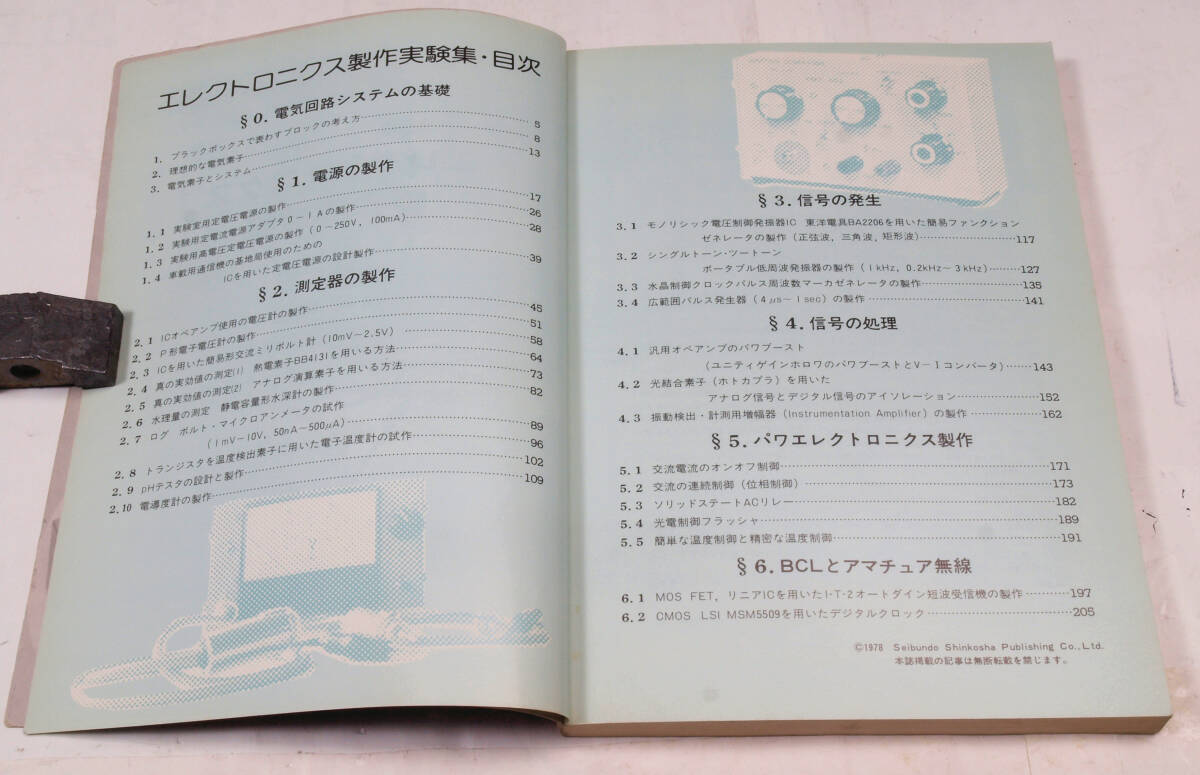 エレクトロニクス製作実験集・目次
§0. 電気回路システムの基礎
1. ブラックボックスで表わすブロックの考え方 5
2. 理想的な電気素子 8
3. 電気素子とシステム 13
§1. 電源の製作
1.1 実験室用定電圧電源の製作 17
1.2 実験用定電流電源アダプタ0〜1Aの製作 26
1.3 実験用高電圧定電圧電源の製作(0〜250V, 100mA) 28
1.4 車載用通信機の基地局使用のための
ICを用いた定電圧電源の設計製作 39
§2. 測定器の製作
2.1 ICオペアンプ使用の電圧計の製作 45
2.2 P形電子電圧計の製作 51
2.3 ICを用いた簡易形交流ミリボルト計(10mV〜2.5V) 58
2.4 真の実効値の測定(1) 熱電素子BB4131を用いる方法 64
2.5 真の実効値の測定(2) アナログ演算素子を用いる方法 73
2.6 水理量の測定 静電容量形水深計の製作 82
2.7 ログ ボルト・マイクロアンメータの試作
(1mV〜10V, 50nA〜500μA) 89
2.8 トランジスタを温度検出素子に用いた電子温度計の試作 96
2.9 pHテスタの設計と製作 102
2.10 電導度計の製作 109
§3. 信号の発生
3.1 モノリシック電圧制御発振器IC 東洋電具BA2206を用いた簡易ファンクション
ゼネレータの製作(正弦波, 三角波, 矩形波) 117
3.2 シングルトーン・ツートーン
ポータブル低周波発振器の製作(1kHz, 0.2kHz〜3kHz) 127
3.3 水晶制御クロックパルス周波数マーカゼネレータの製作 135
3.4 広範囲パルス発生器(4μs〜1sec)の製作 141
§4. 信号の処理
4.1 汎用オペアンプのパワブースト
(ユニティゲインホロワのパワブーストとV-Iコンバータ) 143
4.2 光結合素子(ホトカプラ)を用いた
アナログ信号とデジタル信号のアイソレーション 152
4.3 振動検出・計測用増幅器(Instrumentation Amplifier)の製作 162
§5. パワエレクトロニクス製作
5.1 交流電流のオンオフ制御 171
5.2 交流の連続制御(位相制御) 173
5.3 ソリッドステートACリレー 182
5.4 光電制御フラッシャ 189
5.5 簡単な温度制御と精密な温度制御 191
§6. BCLとアマチュア無線
6.1 MOS FET, リニアICを用いた1-T-2オートダイン短波受信機の製作 197
6.2 CMOS LSI MSM5509を用いたデジタルクロック 205
©1978 Seibundo Shinkosha Publishing Co., Ltd.
本誌掲載の記事は無断転載を禁じます。